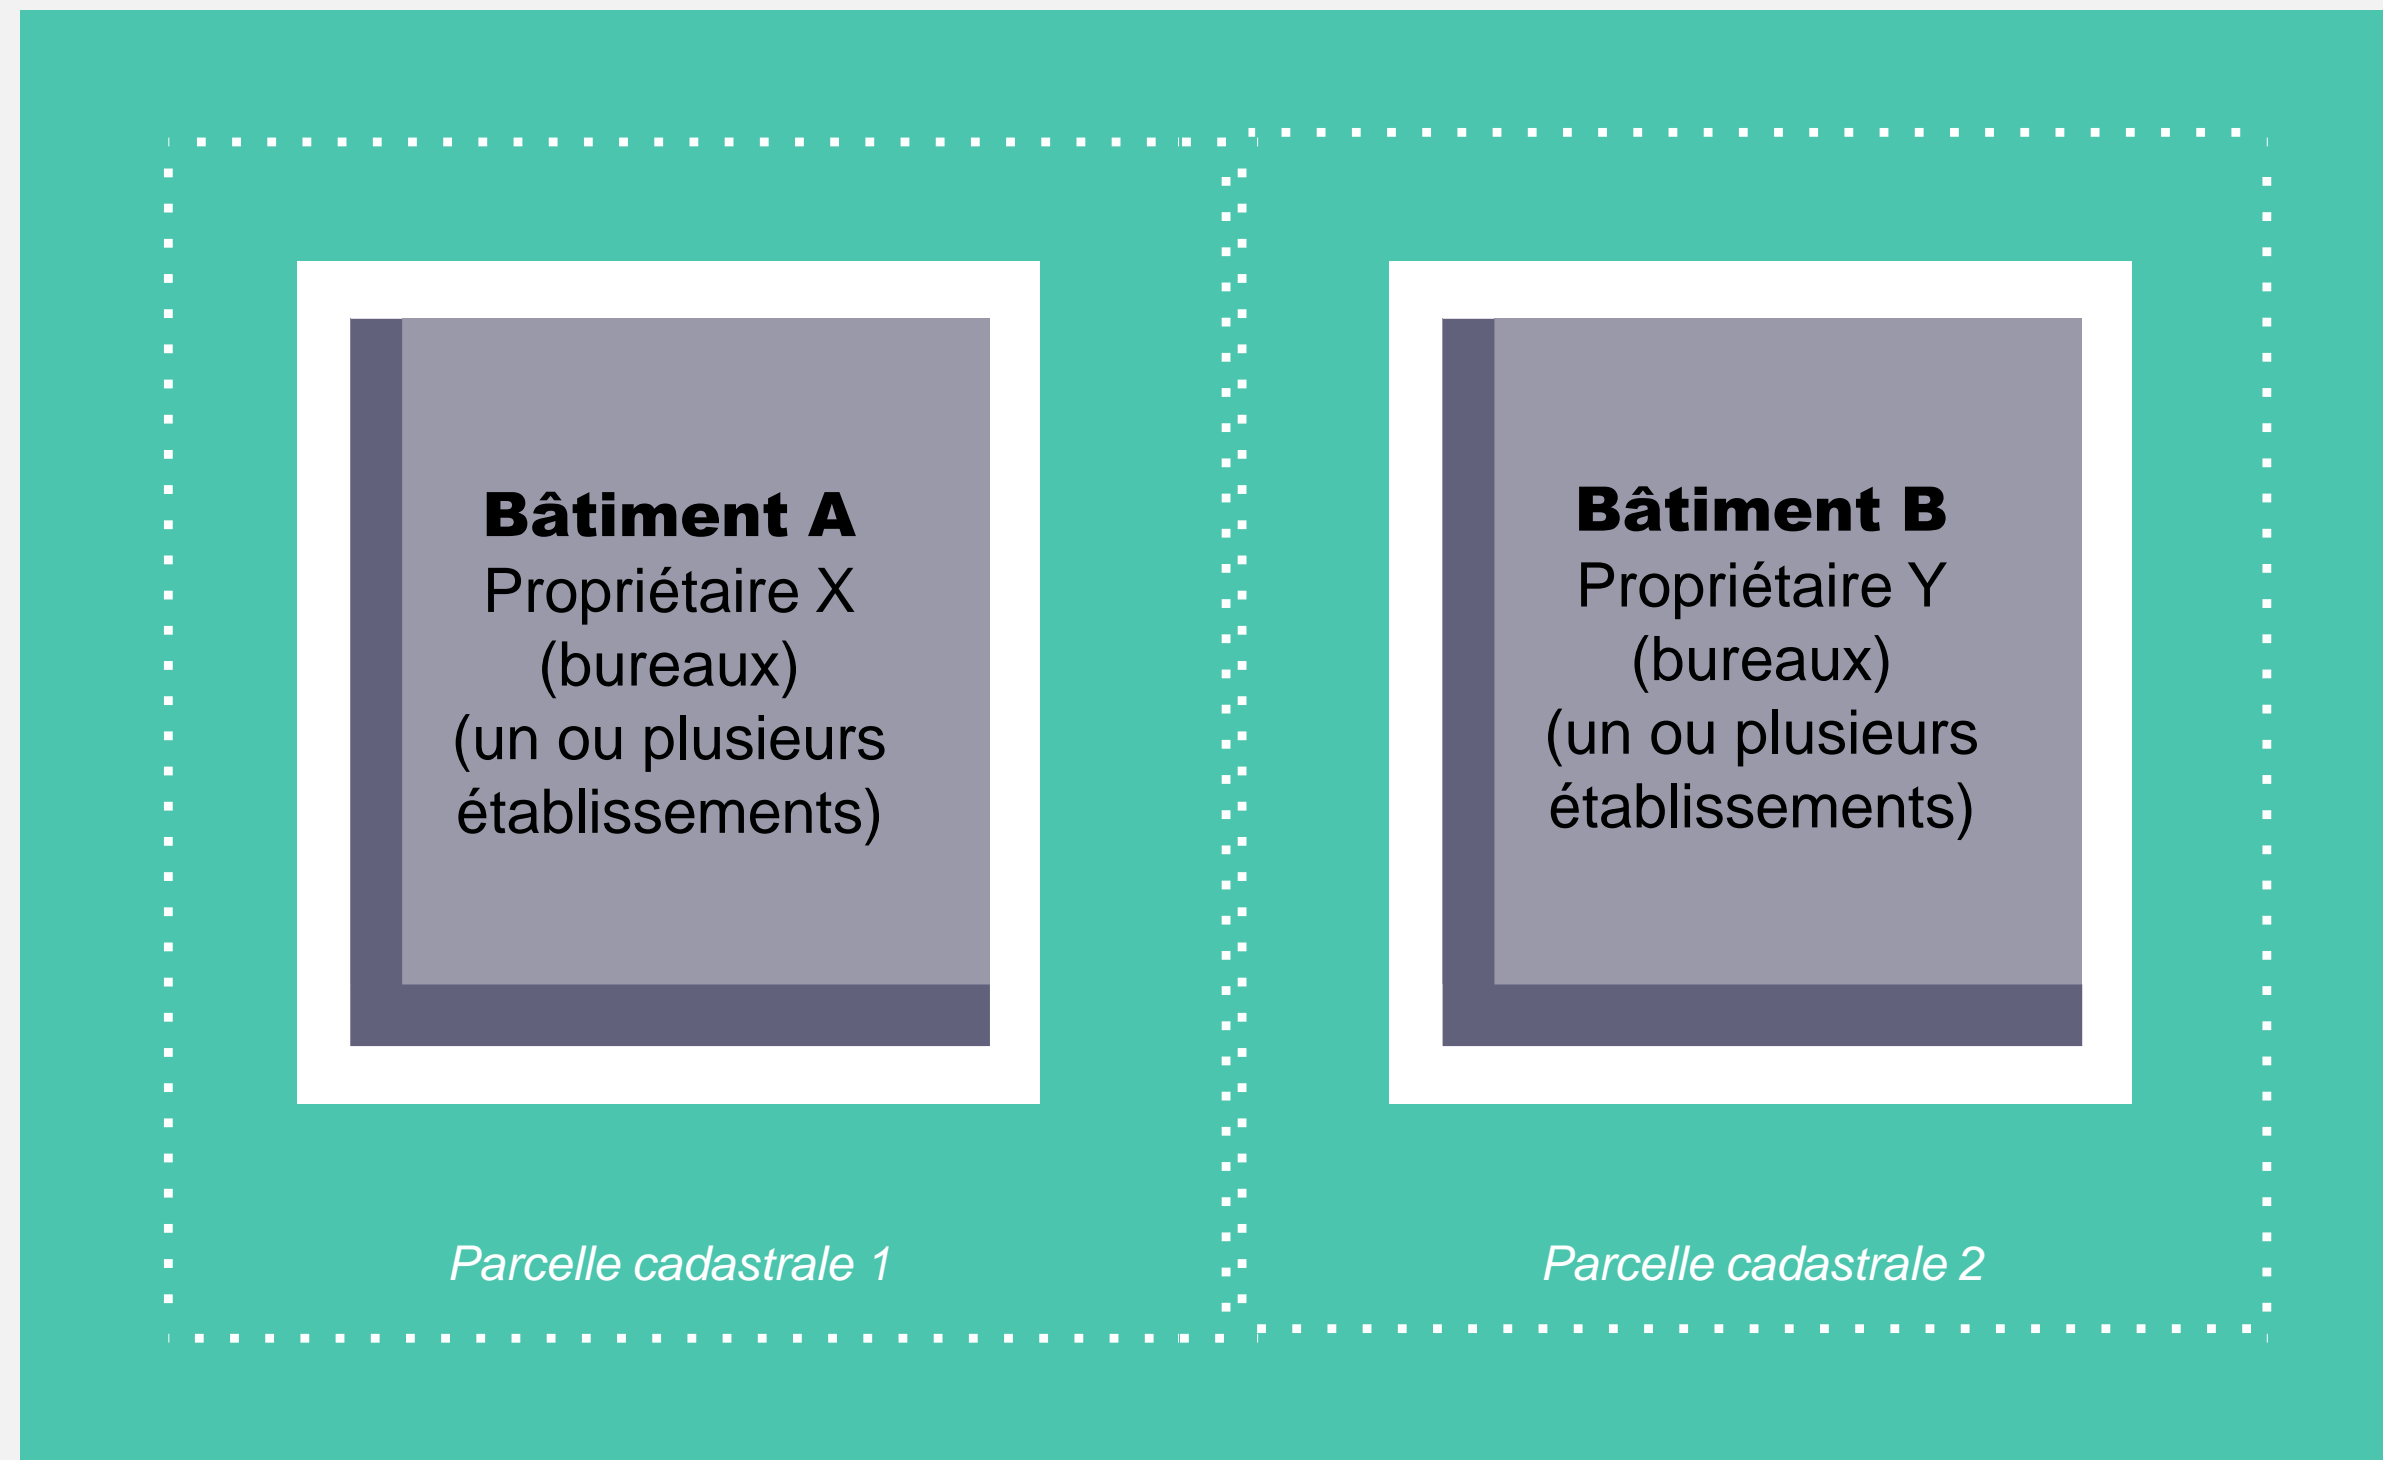 Bâtiment A
Propriétaire X
(bureaux)
(un ou plusieurs
établissements)
Parcelle cadastrale 1
Bâtiment B
Propriétaire Y
(bureaux)
(un ou plusieurs
établissements)
Parcelle cadastrale 2